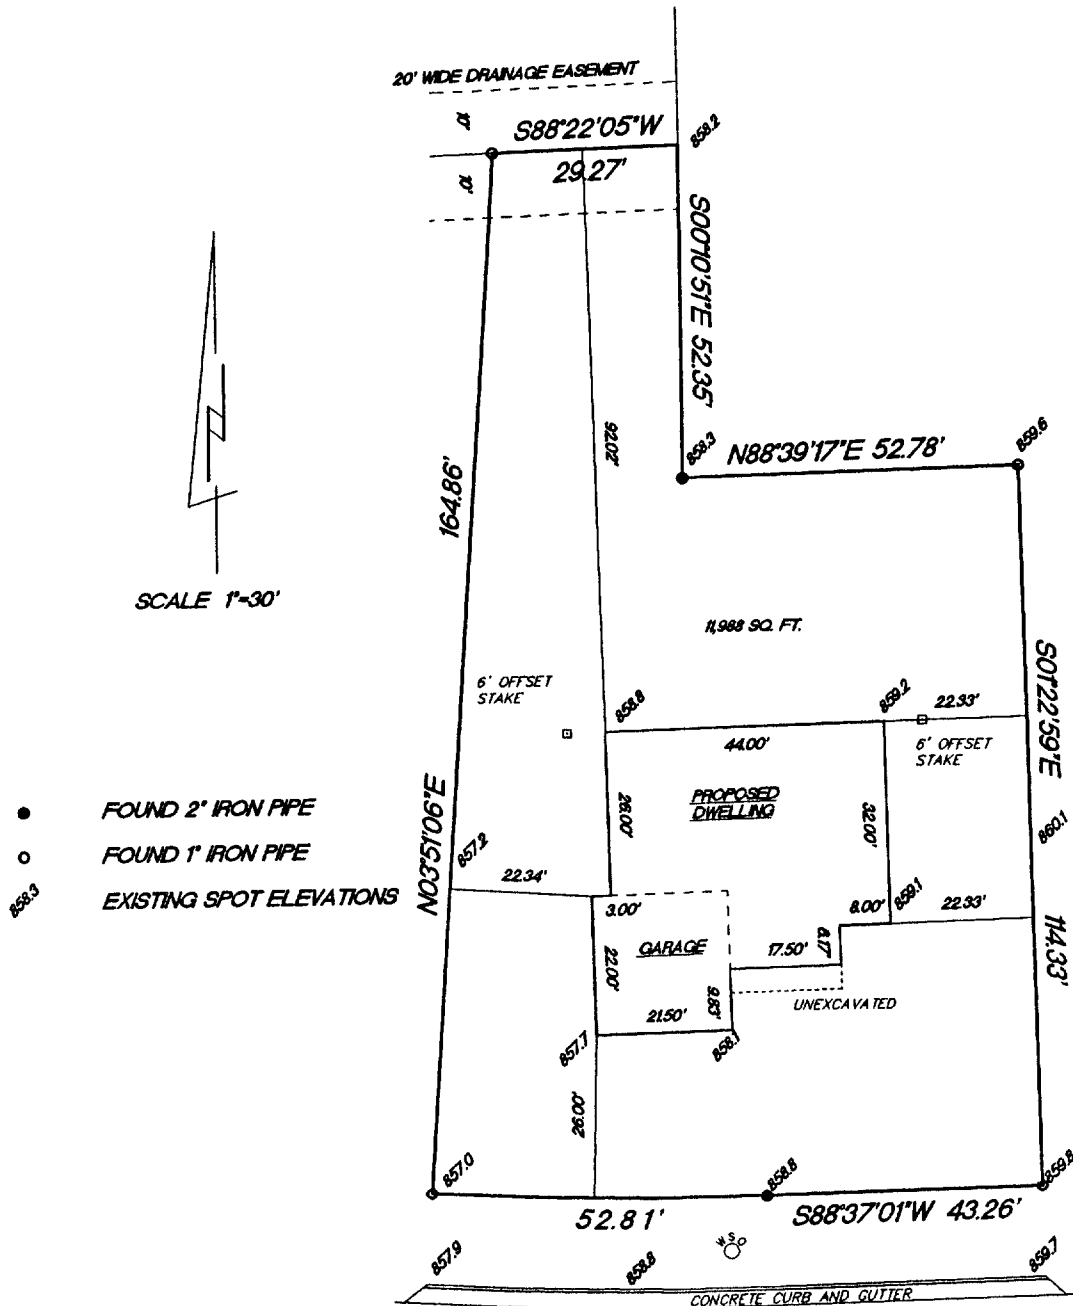 20' WIDE DRAINAGE EASEMENT
10'
S88°22'05"W
858.2
10'
29.27'
S00°10'51"E 52.35'
92.02'
858.3
N88°39'17"E 52.78'
859.6
164.86'
SCALE 1"=30'
11,988 SQ. FT.
6' OFFSET
STAKE
858.8
859.2
22.33'
S01°22'59"E
44.00'
6' OFFSET
STAKE
PROPOSED
DWELLING
26.00'
32.00'
FOUND 2" IRON PIPE
FOUND 1" IRON PIPE
858.3
EXISTING SPOT ELEVATIONS
N03°51'06"E
857.2
860.1
22.34'
3.00'
8.00'
859.1
22.33'
GARAGE
22.00'
17.50'
6.17'
114.33'
9.83'
UNEXCAVATED
21.50'
857.7
858.1
26.00'
857.0
858.8
859.8
52.81'
S88°37'01"W 43.26'
W S O
857.9
858.8
859.7
CONCRETE CURB AND GUTTER